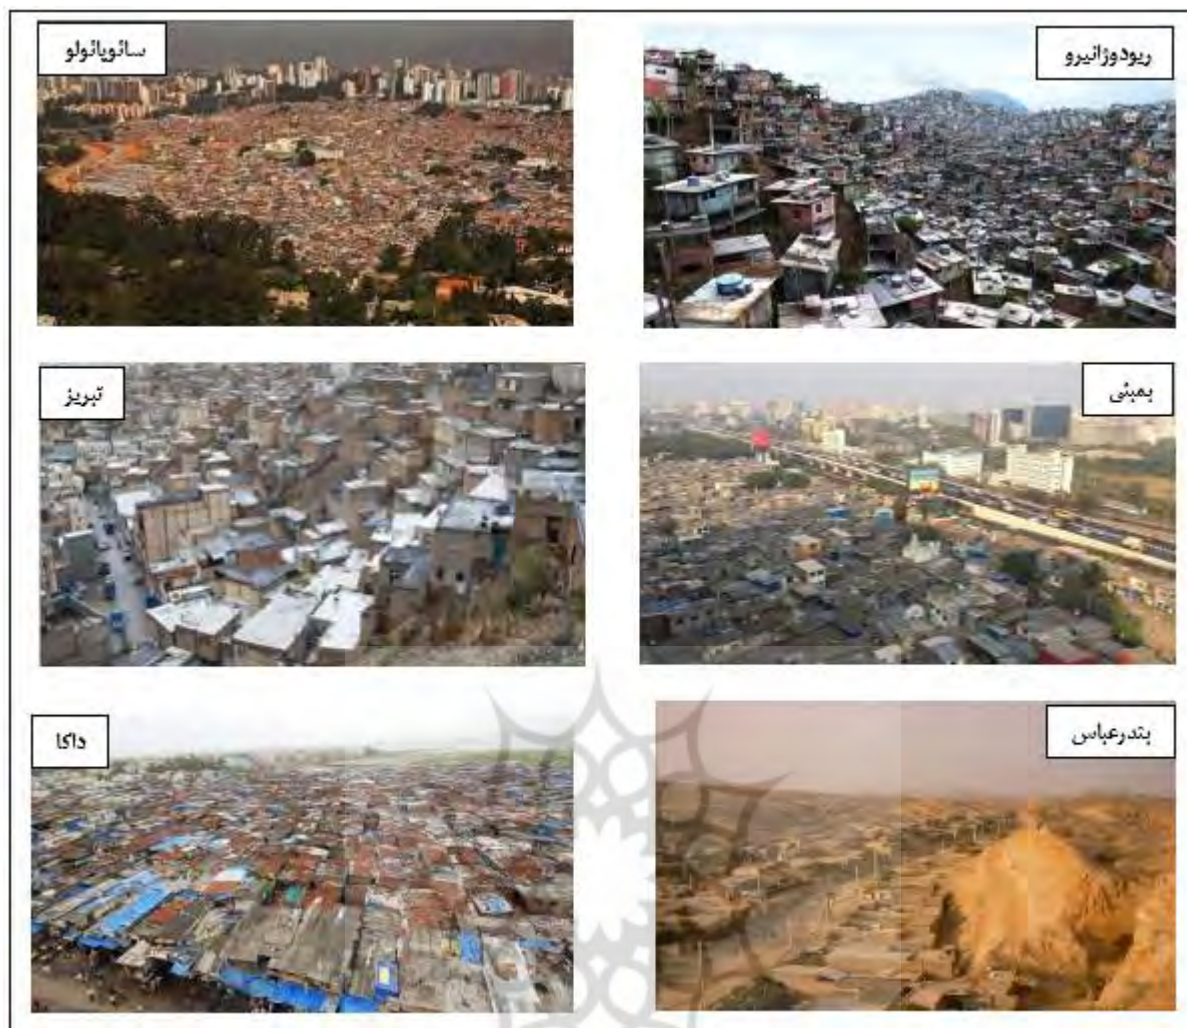 ریودوژانیرو
سائوپائولو
بمبئی
تبریز
بندرعباس
داکا